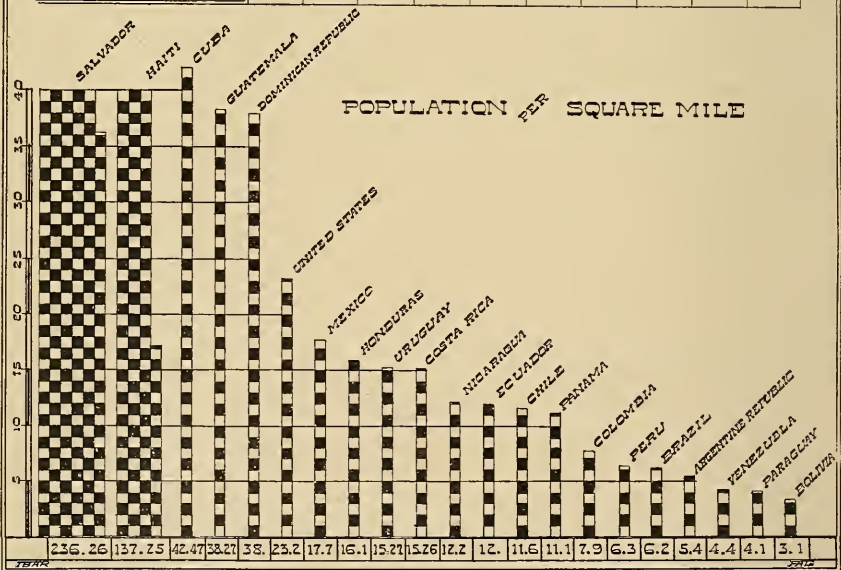 SALVADOR
HAITI
CUBA
GUATEMALA
DOMINICAN REPUBLIC
POPULATION PER SQUARE MILE
UNITED STATES
MEXICO
HONDURAS
URUGUAY
COSTA RICA
NICARAGUA
ECUADOR
CHILE
PANAMA
COLOMBIA
PERU
BRAZIL
ARGENTINE REPUBLIC
VENEZUELA
PARAGUAY
BOLIVIA
40
35
30
25
20
15
10
5
236.26 137.25 42.47 38.27 38. 23.2 17.7 16.1 15.27 15.26 12.2 12. 11.6 11.1 7.9 6.3 6.2 5.4 4.4 4.1 3.1